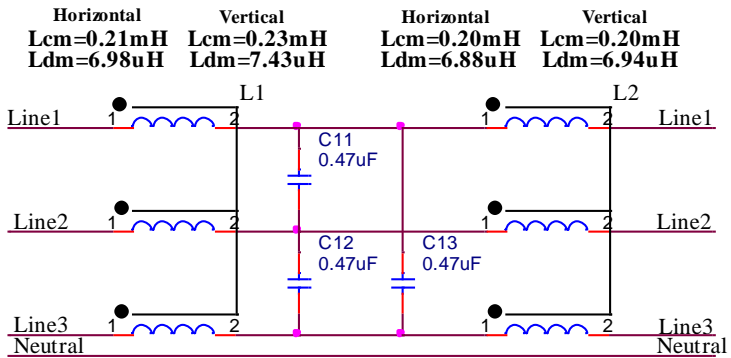 Horizontal Vertical Horizontal Vertical
Lcm=0.21mH Lcm=0.23mH Lcm=0.20mH Lcm=0.20mH
Ldm=6.98uH Ldm=7.43uH Ldm=6.88uH Ldm=6.94uH
L1 L2
Line1 1 2 1 2 Line1
C11
0.47uF
Line2 1 2 1 2 Line2
C12 C13
0.47uF 0.47uF
Line3 1 2 1 2 Line3
Neutral Neutral